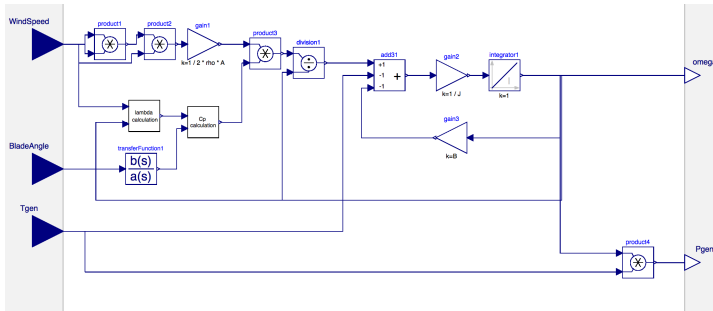 WindSpeed
product1
product2
gain1
k=1 / 2 * rho * A
product3
division1
add31
+1
-1
-1
+
gain2
k=1 / J
integrator1
I
k=1
omega
lambda
calculation
Cp
calculation
gain3
k=B
BladeAngle
transferFunction1
b(s)
a(s)
Tgen
product4
Pgen